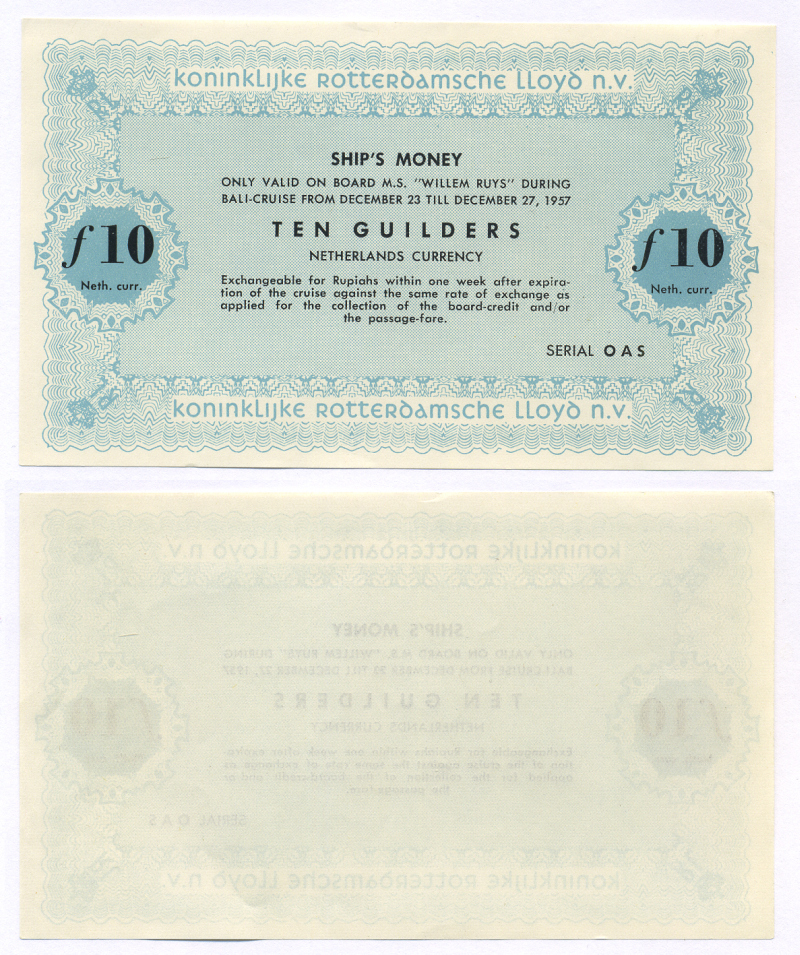 koninklijke rotterdamsche lloyd n.v.
SHIP'S MONEY
ONLY VALID ON BOARD M.S. "WILLEM RUYS" DURING
BALI-CRUISE FROM DECEMBER 23 TILL DECEMBER 27, 1957
TEN GUILDERS
NETHERLANDS CURRENCY
ƒ 10
Neth. curr.
ƒ 10
Neth. curr.
Exchangeable for Rupiahs within one week after expira-
tion of the cruise against the same rate of exchange as
applied for the collection of the board-credit and/or
the passage-fare.
SERIAL OAS
koninklijke rotterdamsche lloyd n.v.